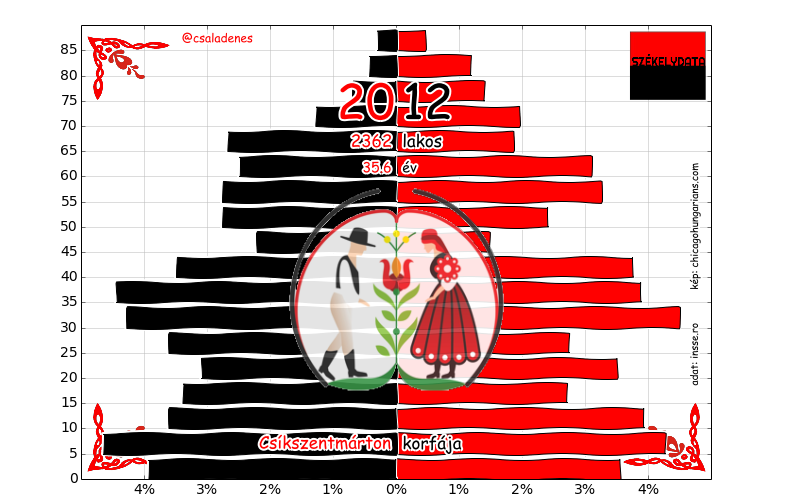 @csaladenes
SZÉKELYDATA
2012
2362 lakos
35.6 év
kép: chicagohungarians.com
adat: insse.ro
Csíkszentmárton korfája
85
80
75
70
65
60
55
50
45
40
35
30
25
20
15
10
5
0
4% 3% 2% 1% 0% 1% 2% 3% 4%